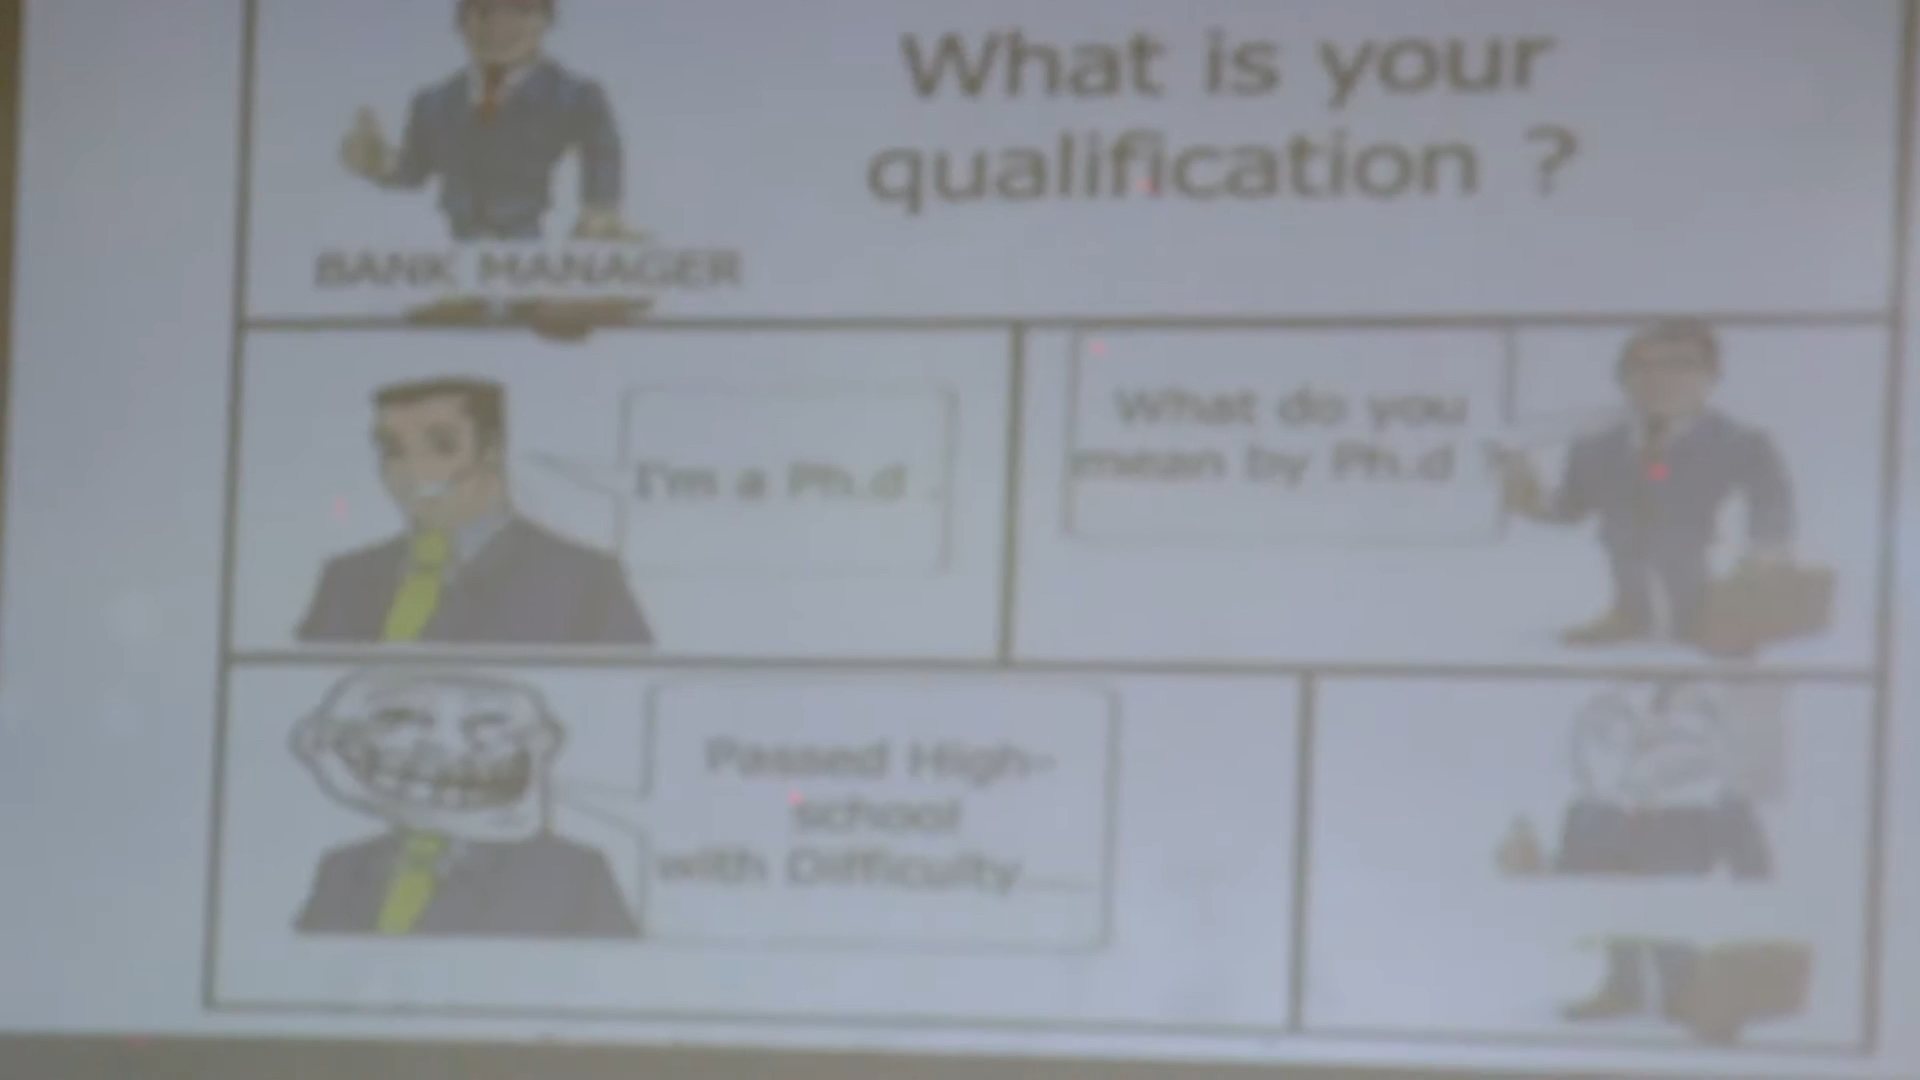 What is your
qualification ?
BANK MANAGER
I'm a Ph.d .
What do you
mean by Ph.d ?
Passed High-
school
with Difficulty......